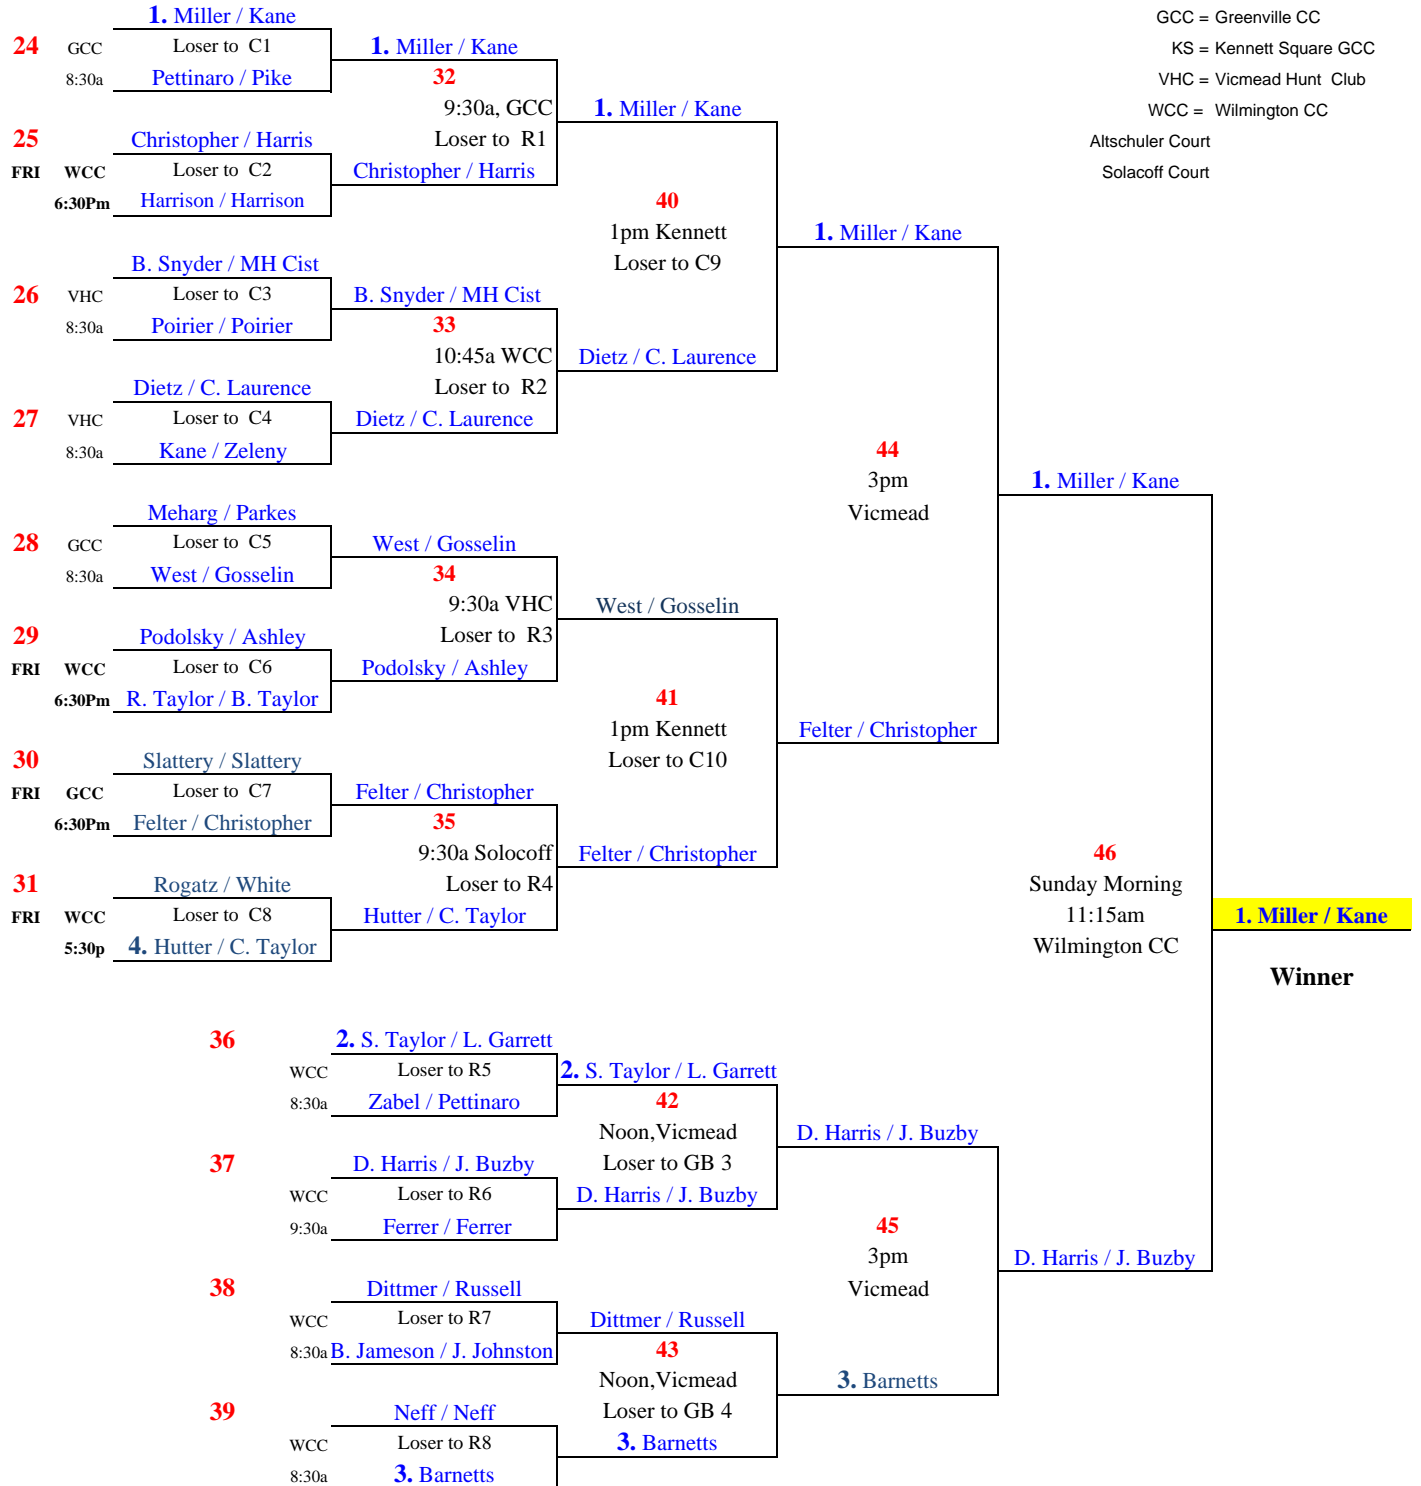 1. Miller / Kane
GCC = Greenville CC
24 GCC Loser to C1 1. Miller / Kane
KS = Kennett Square GCC
8:30a Pettinaro / Pike 32
VHC = Vicmead Hunt Club
9:30a, GCC 1. Miller / Kane
WCC = Wilmington CC
25 Christopher / Harris Loser to R1
Altschuler Court
FRI WCC Loser to C2 Christopher / Harris
Solacoff Court
6:30Pm Harrison / Harrison 40
1pm Kennett 1. Miller / Kane
B. Snyder / MH Cist Loser to C9
26 VHC Loser to C3 B. Snyder / MH Cist
8:30a Poirier / Poirier 33
10:45a WCC Dietz / C. Laurence
Dietz / C. Laurence Loser to R2
27 VHC Loser to C4 Dietz / C. Laurence
8:30a Kane / Zeleny 44
3pm 1. Miller / Kane
Meharg / Parkes Vicmead
28 GCC Loser to C5 West / Gosselin
8:30a West / Gosselin 34
9:30a VHC West / Gosselin
29 Podolsky / Ashley Loser to R3
FRI WCC Loser to C6 Podolsky / Ashley
6:30Pm R. Taylor / B. Taylor 41
1pm Kennett Felter / Christopher
30 Slattery / Slattery Loser to C10
FRI GCC Loser to C7 Felter / Christopher
6:30Pm Felter / Christopher 35
9:30a Solocoff Felter / Christopher 46
31 Rogatz / White Loser to R4 Sunday Morning
FRI WCC Loser to C8 Hutter / C. Taylor 11:15am 1. Miller / Kane
5:30p 4. Hutter / C. Taylor Wilmington CC
Winner
36 2. S. Taylor / L. Garrett
WCC Loser to R5 2. S. Taylor / L. Garrett
8:30a Zabel / Pettinaro 42
Noon,Vicmead D. Harris / J. Buzby
37 D. Harris / J. Buzby Loser to GB 3
WCC Loser to R6 D. Harris / J. Buzby
9:30a Ferrer / Ferrer 45
3pm D. Harris / J. Buzby
38 Dittmer / Russell Vicmead
WCC Loser to R7 Dittmer / Russell
8:30a B. Jameson / J. Johnston 43
Noon,Vicmead 3. Barnetts
39 Neff / Neff Loser to GB 4
WCC Loser to R8 3. Barnetts
8:30a 3. Barnetts